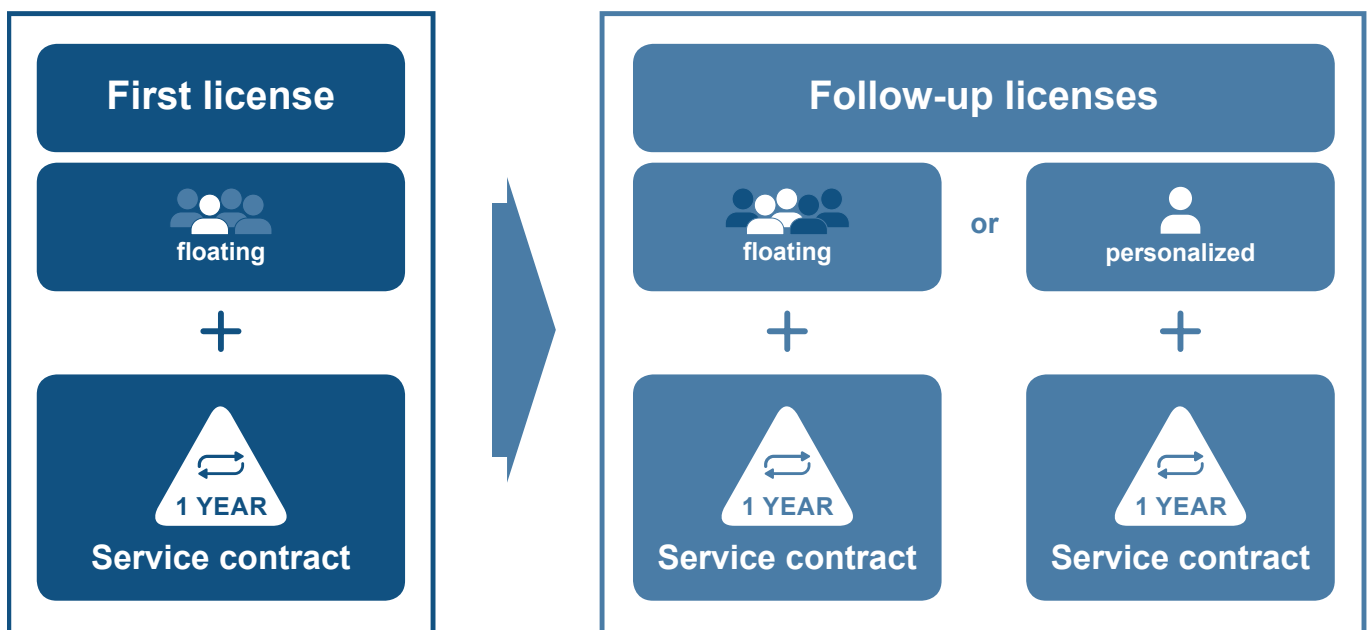 First license
floating
+
1 YEAR
Service contract
Follow-up licenses
floating
or
personalized
+
+
1 YEAR
Service contract
1 YEAR
Service contract